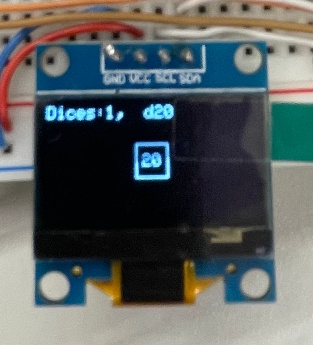 GND VCC SCL SDA
Dices:1, d20
20